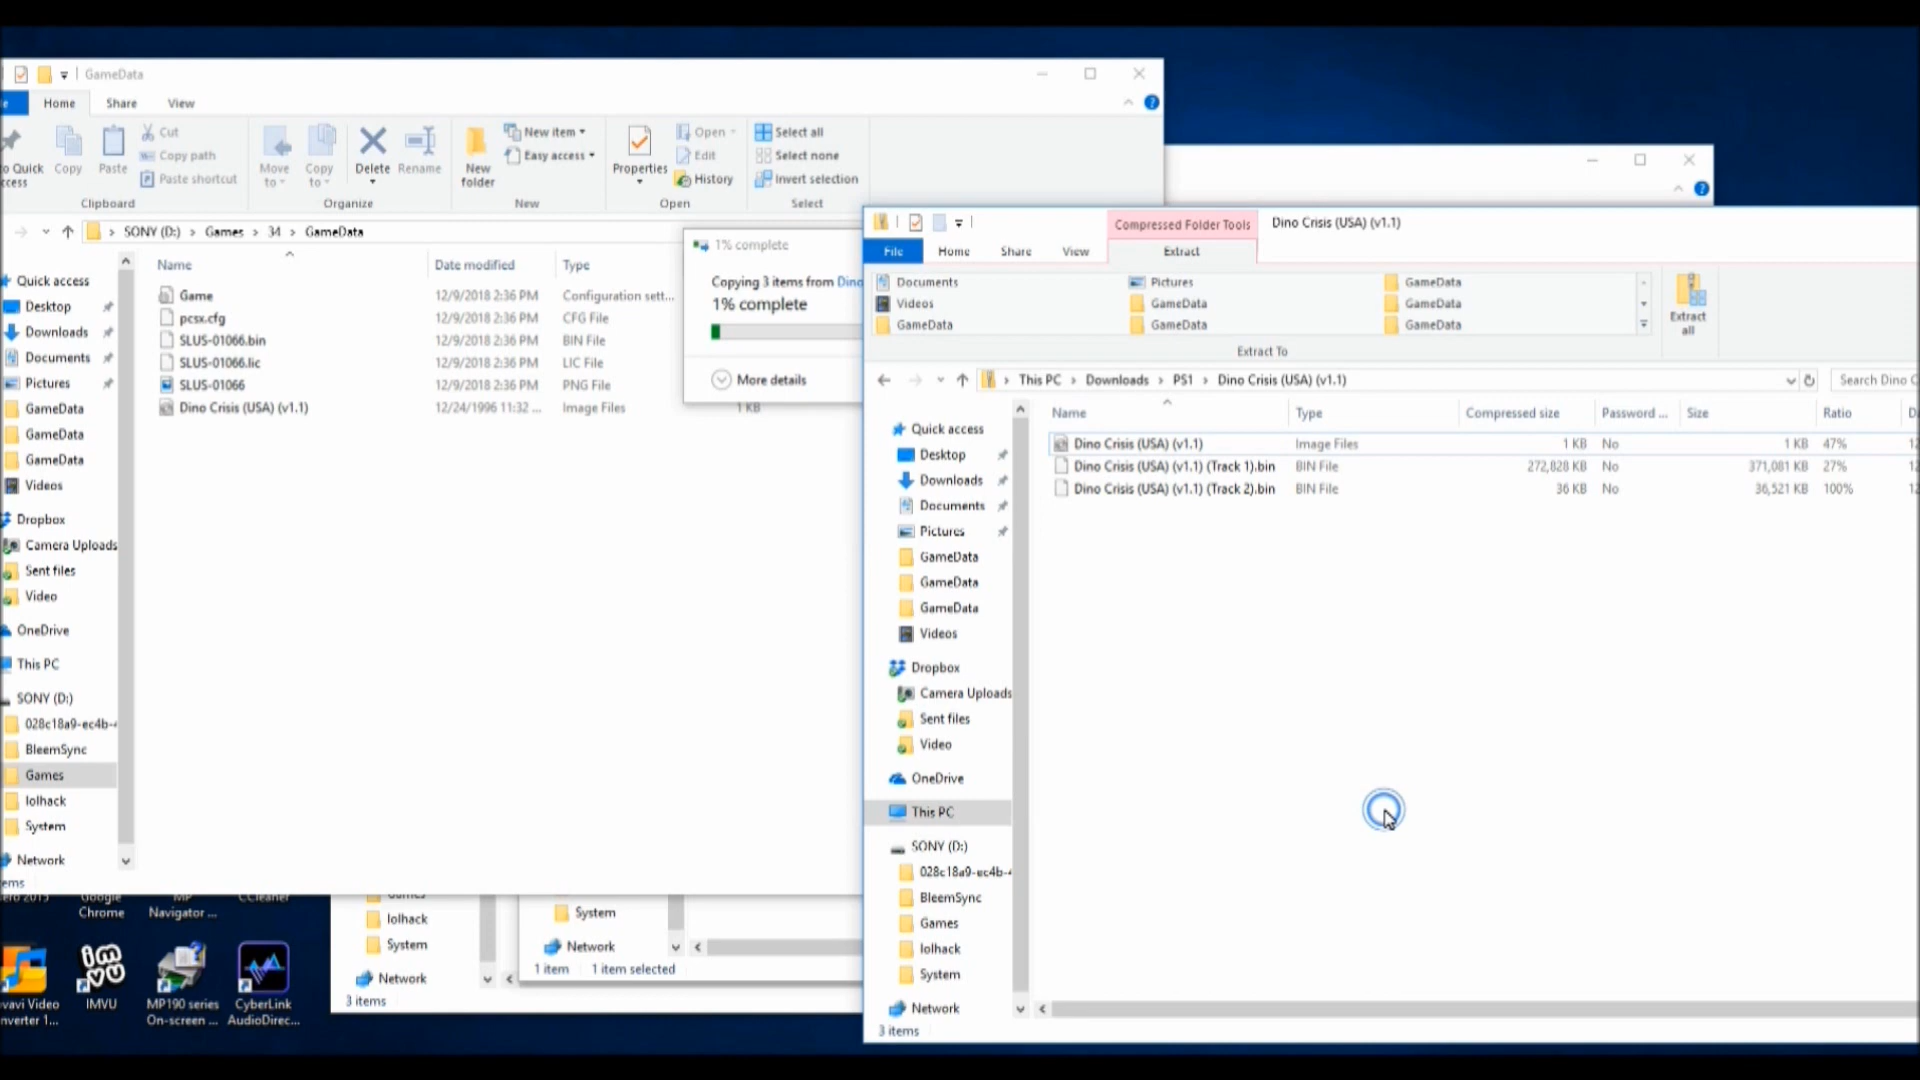 GameData
Home Share View
Cut
Copy path
Paste shortcut
Copy
Paste
Clipboard
Move to
Copy to
Delete
Rename
Organize
New folder
New item
Easy access
New
Properties
Open
Edit
History
Open
Select all
Select none
Invert selection
Select
SONY (D:) > Games > 34 > GameData
Quick access
Desktop
Downloads
Documents
Pictures
GameData
GameData
GameData
Videos
Dropbox
Camera Uploads
Sent files
Video
OneDrive
This PC
SONY (D:)
028c18a9-ec4b-4
BleemSync
Games
lolhack
System
Network
Name Date modified Type
Game 12/9/2018 2:36 PM Configuration sett...
pcsx.cfg 12/9/2018 2:36 PM CFG File
SLUS-01066.bin 12/9/2018 2:36 PM BIN File
SLUS-01066.lic 12/9/2018 2:36 PM LIC File
SLUS-01066 12/9/2018 2:36 PM PNG File
Dino Crisis (USA) (v1.1) 12/24/1996 11:32 ... Image Files 1 KB
1% complete
Copying 3 items from Dino
1% complete
More details
Compressed Folder Tools Dino Crisis (USA) (v1.1)
File Home Share View Extract
Documents Pictures GameData
Videos GameData GameData
GameData GameData GameData
Extract To
Extract all
This PC > Downloads > PS1 > Dino Crisis (USA) (v1.1)
Search Dino C
Name Type Compressed size Password ... Size Ratio
Dino Crisis (USA) (v1.1) Image Files 1 KB No 1 KB 47%
Dino Crisis (USA) (v1.1) (Track 1).bin BIN File 272,828 KB No 371,081 KB 27%
Dino Crisis (USA) (v1.1) (Track 2).bin BIN File 36 KB No 36,521 KB 100%
Quick access
Desktop
Downloads
Documents
Pictures
GameData
GameData
GameData
Videos
Dropbox
Camera Uploads
Sent files
Video
OneDrive
This PC
SONY (D:)
028c18a9-ec4b-4
BleemSync
Games
lolhack
System
Network
3 items
lolhack
System
Network
3 items
System
Network
1 item 1 item selected
Google Chrome
MP Navigator ...
CCleaner
IMVU
MP190 series On-screen ...
CyberLink AudioDirec...